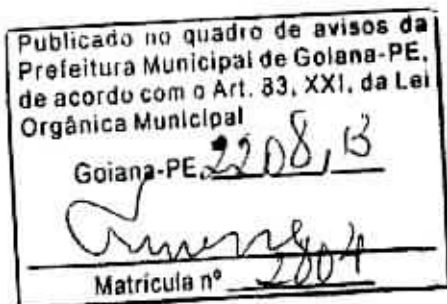 Publicado no quadro de avisos da
Prefeitura Municipal de Goiana-PE,
de acordo com o Art. 83, XXI, da Lei
Orgânica Municipal
Goiana-PE, 22 08, 13
Matrícula nº 2804